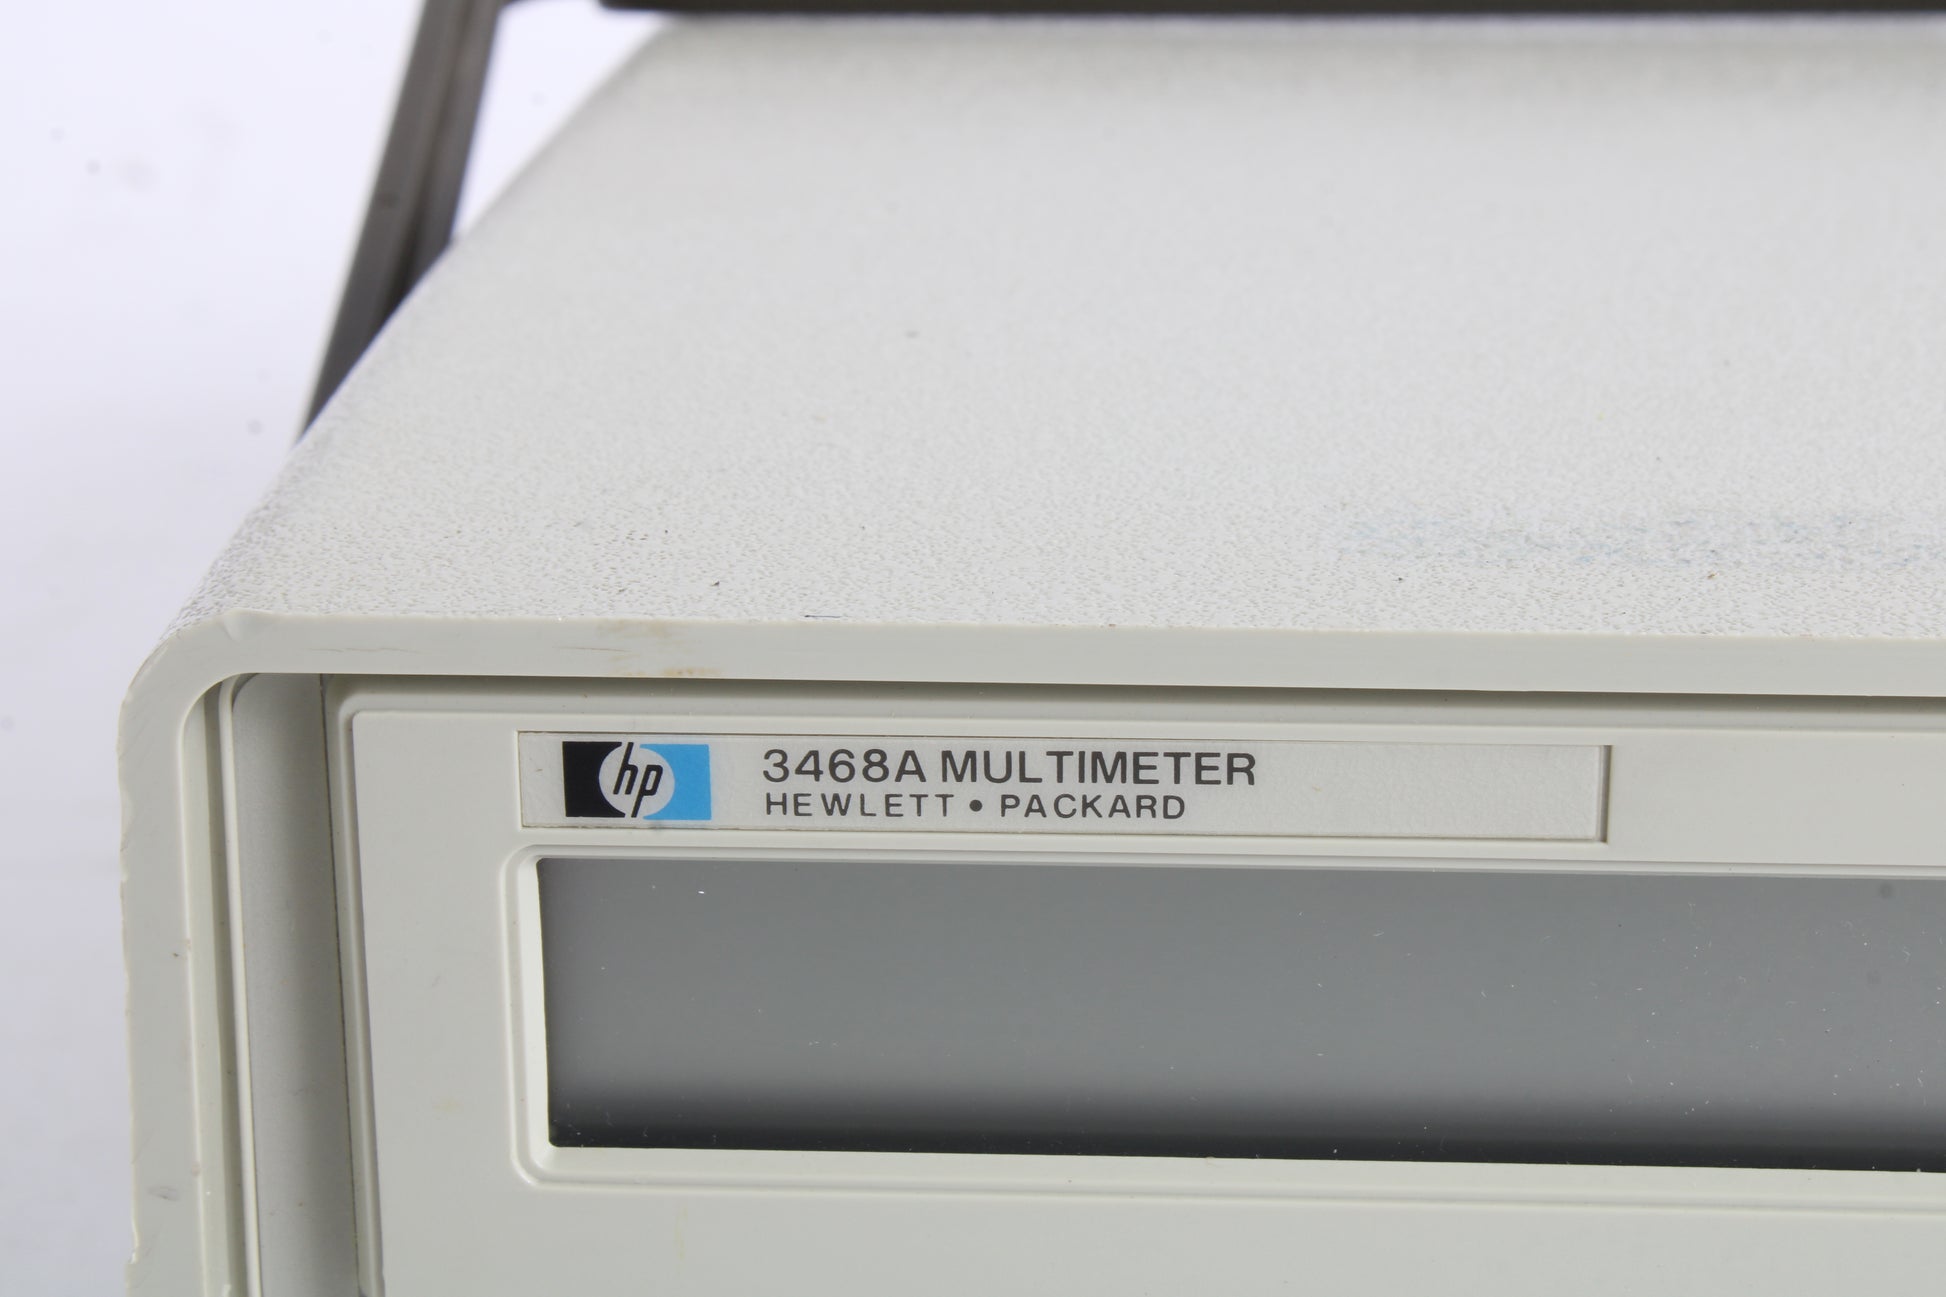 hp
3468A MULTIMETER
HEWLETT • PACKARD